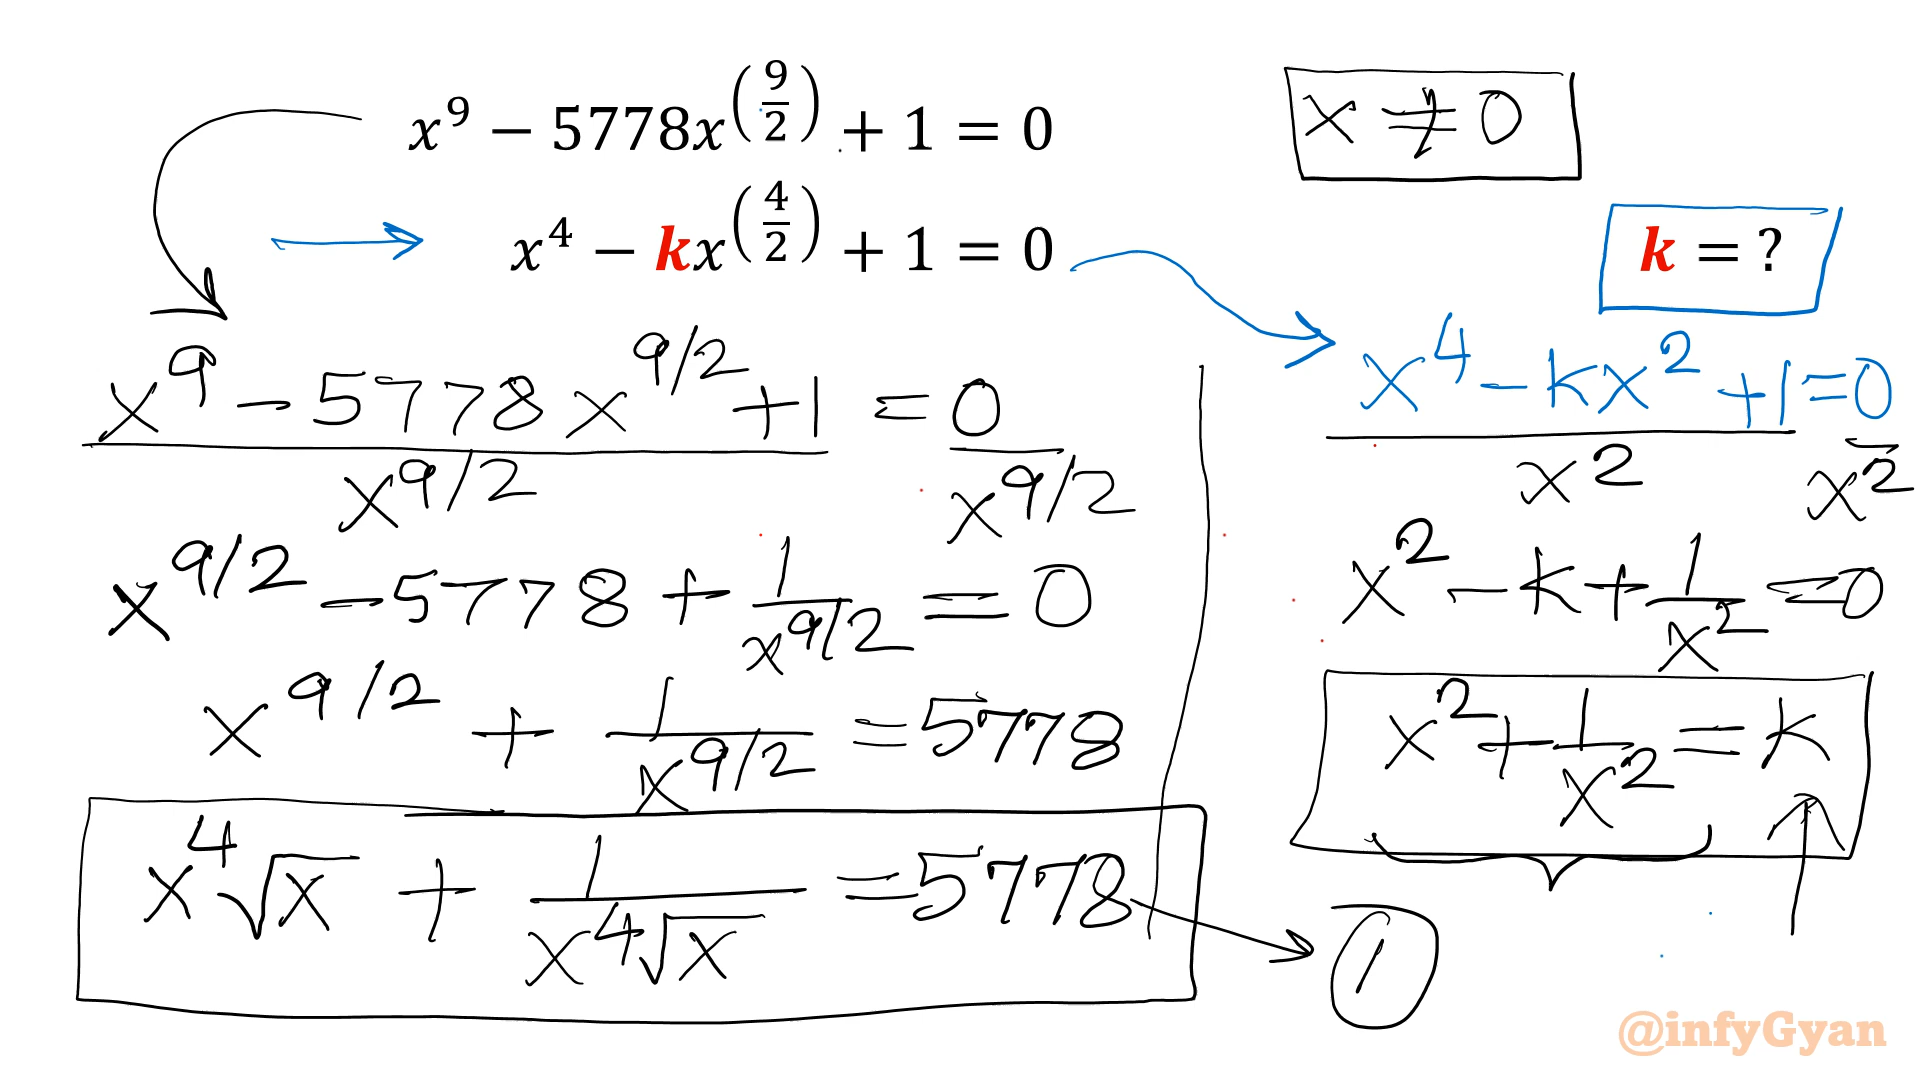 x⁹ − 5778x^(9/2) + 1 = 0
x ≠ 0
x⁴ − kx^(4/2) + 1 = 0
k = ?
x⁹ − 5778x^(9/2) + 1 = 0
x^(9/2) x^(9/2)
x^(9/2) − 5778 + 1/x^(9/2) = 0
x^(9/2) + 1/x^(9/2) = 5778
x⁴√x + 1/x⁴√x = 5778
x⁴ − kx² + 1 = 0
x² x²
x² − k + 1/x² = 0
x² + 1/x² = k
1
@infyGyan